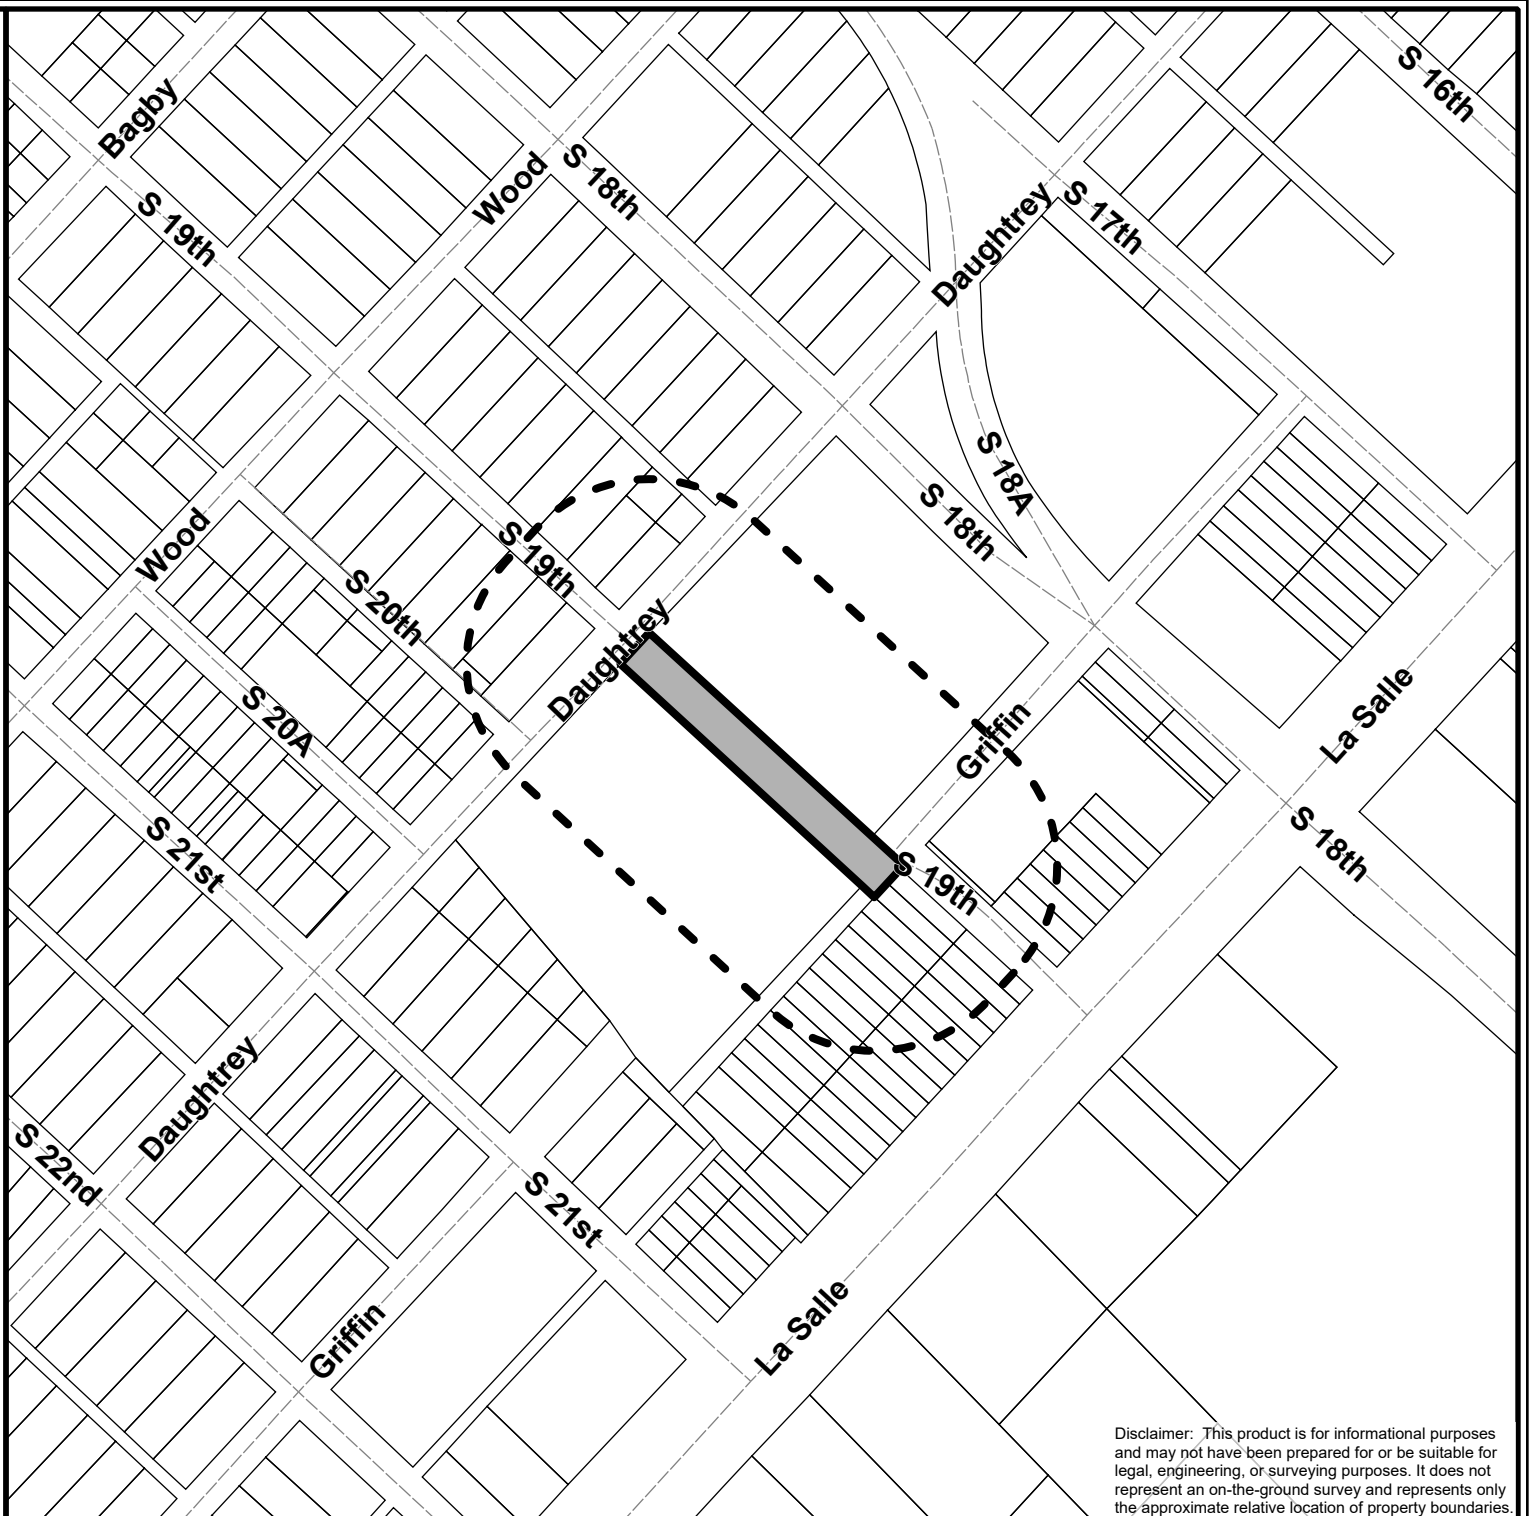 S 16th
Bagby
Wood
S 18th
S 19th
Daughtrey
S 17th
S 18A
S 18th
Wood
S 19th
S 20th
Daughtrey
La Salle
S 20A
Griffin
S 18th
S 21st
S 19th
Daughtrey
S 22nd
S 21st
La Salle
Griffin
Disclaimer: This product is for informational purposes
and may not have been prepared for or be suitable for
legal, engineering, or surveying purposes. It does not
represent an on-the-ground survey and represents only
the approximate relative location of property boundaries.